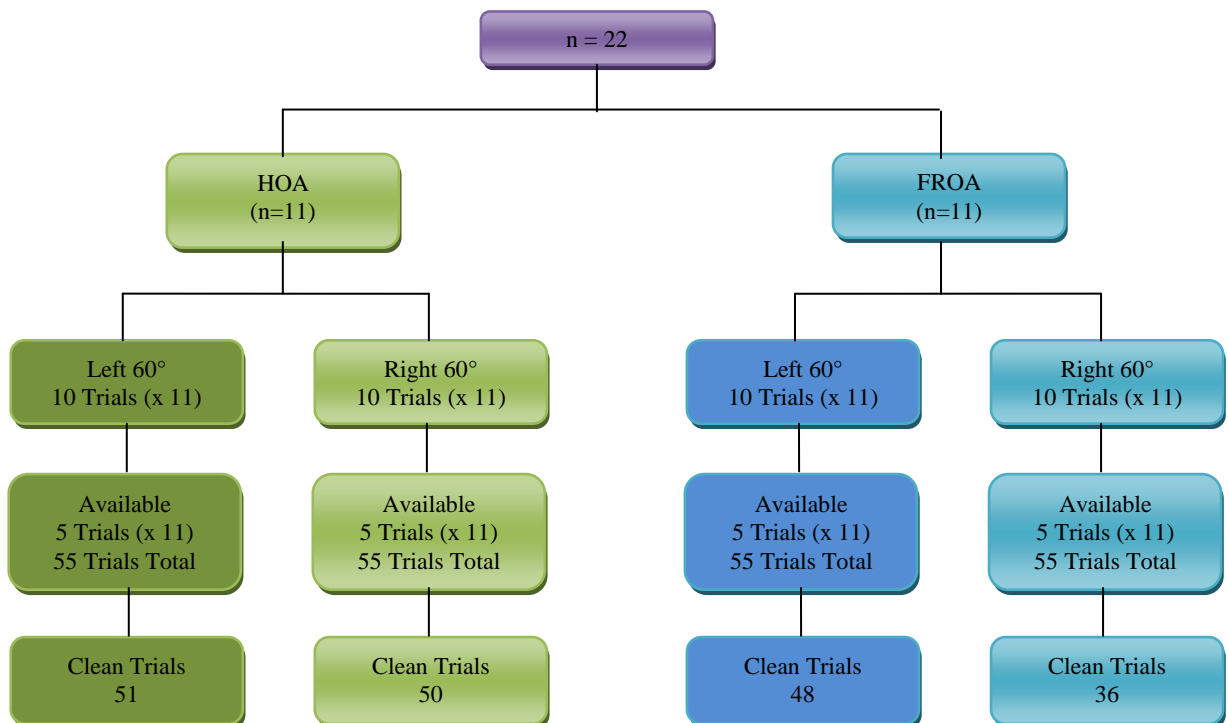 n = 22
HOA
(n=11)
FROA
(n=11)
Left 60°
10 Trials (x 11)
Right 60°
10 Trials (x 11)
Left 60°
10 Trials (x 11)
Right 60°
10 Trials (x 11)
Available
5 Trials (x 11)
55 Trials Total
Available
5 Trials (x 11)
55 Trials Total
Available
5 Trials (x 11)
55 Trials Total
Available
5 Trials (x 11)
55 Trials Total
Clean Trials
51
Clean Trials
50
Clean Trials
48
Clean Trials
36